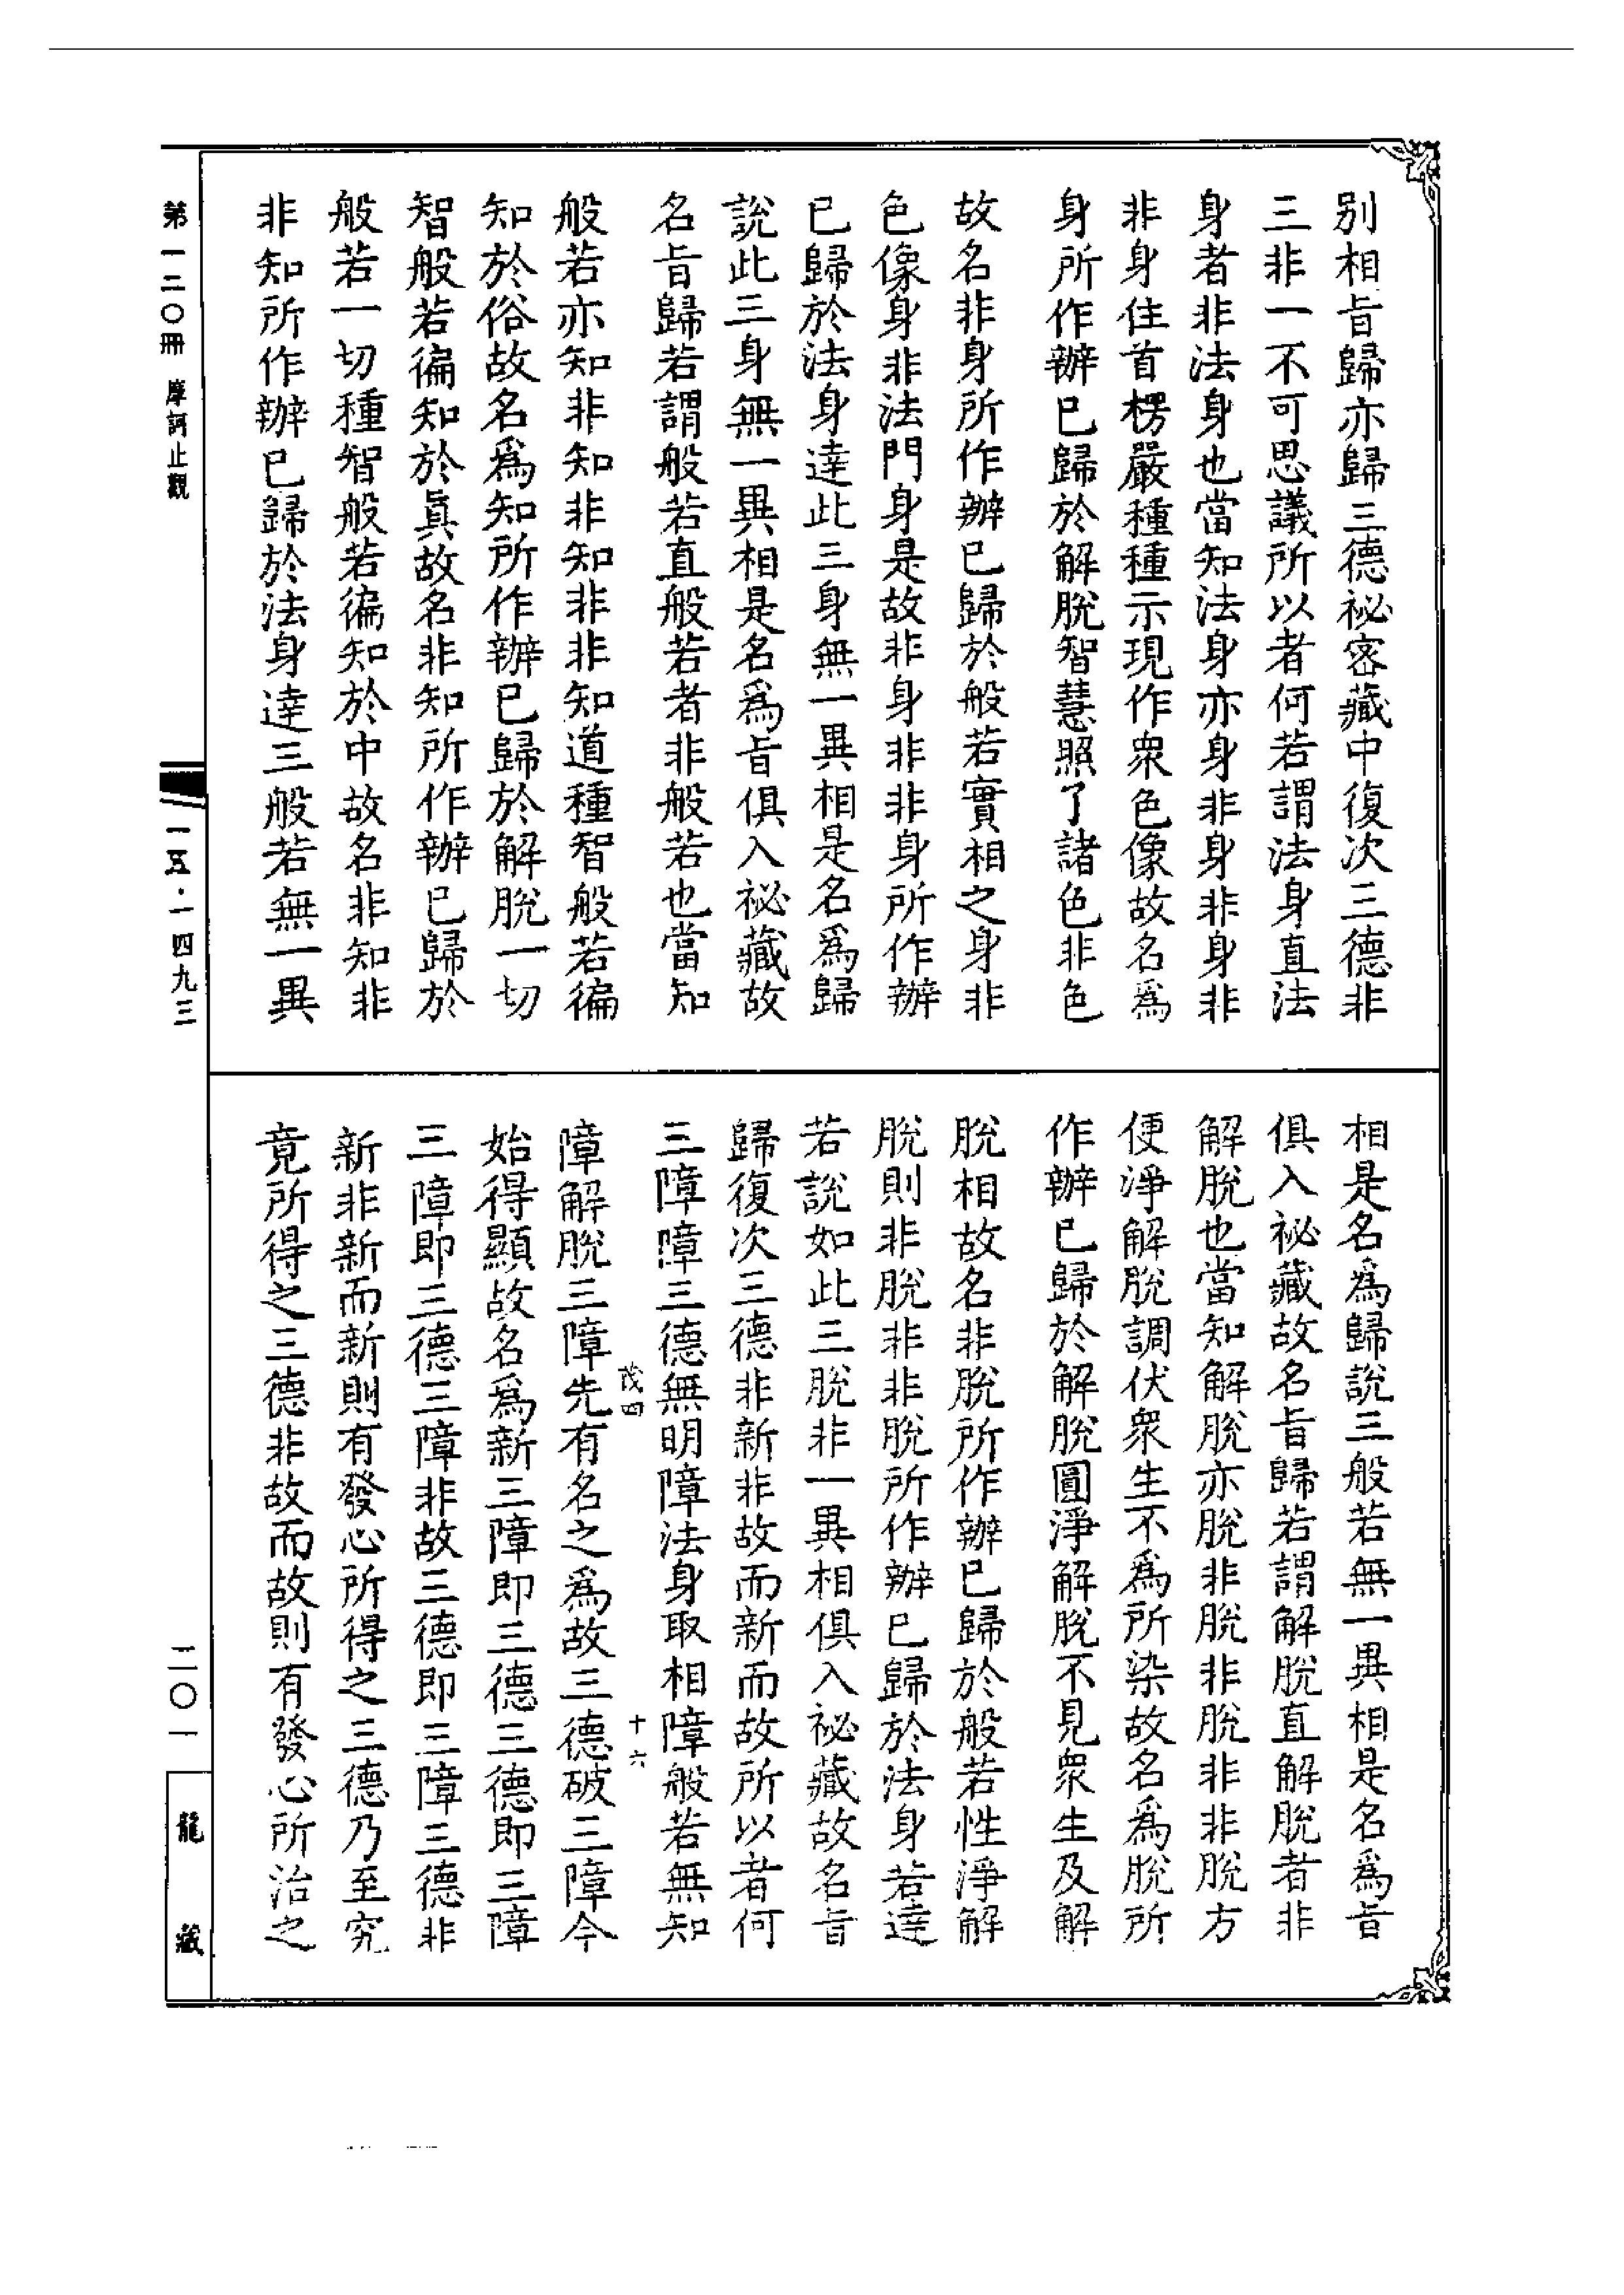 別相旨歸亦歸三德祕密藏中復次三德非
三非一不可思議所以者何若謂法身直法
身者非法身也當知法身亦身非身非身非
非身住首楞嚴種種示現作衆色像故名爲
身所作辦已歸於解脫智慧照了諸色非色
故名非身所作辦已歸於般若實相之身非
色像身非法門身是故非身非非身所作辦
已歸於法身達此三身無一異相是名爲歸
說此三身無一異相是名爲旨俱入祕藏故
名旨歸若謂般若直般若者非般若也當知
般若亦知非知非知非非知道種智般若徧
知於俗故名爲知所作辦已歸於解脫一切
智般若徧知於眞故名非知所作辦已歸於
般若一切種智般若徧知於中故名非知非
非知所作辦已歸於法身達三般若無一異
相是名爲歸說三般若無一異相是名爲旨
俱入祕藏故名旨歸若謂解脫直解脫者非
解脫也當知解脫亦脫非脫非脫非非脫方
便淨解脫調伏衆生不爲所染故名爲脫所
作辦已歸於解脫圓淨解脫不見衆生及解
脫相故名非脫所作辦已歸於般若性淨解
脫則非脫非非脫所作辦已歸於法身若達
若說如此三脫非一異相俱入祕藏故名旨
歸復次三德非新非故而新而故所以者何
三障障三德無明障法身取相障般若無知
茂四
十六
障解脫三障先有名之爲故三德破三障今
始得顯故名爲新三障即三德三德即三障
三障即三德三障非故三德即三障三德非
新非新而新則有發心所得之三德乃至究
竟所得之三德非故而故則有發心所治之
第一二〇冊 摩訶止觀
一五·一四九三
二〇一
龍藏